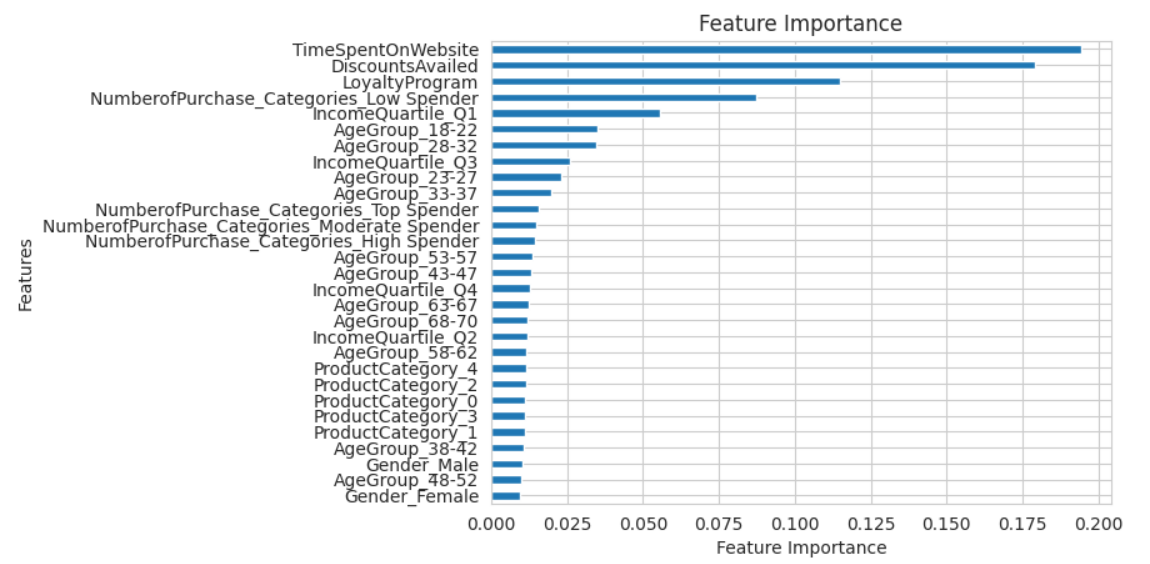 Feature Importance
TimeSpentOnWebsite
DiscountsAvailed
LoyaltyProgram
NumberofPurchase_Categories_Low Spender
IncomeQuartile_Q1
AgeGroup_18-22
AgeGroup_28-32
IncomeQuartile_Q3
AgeGroup_23-27
AgeGroup_33-37
NumberofPurchase_Categories_Top Spender
NumberofPurchase_Categories_Moderate Spender
NumberofPurchase_Categories_High Spender
AgeGroup_53-57
AgeGroup_43-47
IncomeQuartile_Q4
AgeGroup_63-67
AgeGroup_68-70
IncomeQuartile_Q2
AgeGroup_58-62
ProductCategory_4
ProductCategory_2
ProductCategory_0
ProductCategory_3
ProductCategory_1
AgeGroup_38-42
Gender_Male
AgeGroup_48-52
Gender_Female
Features
0.000 0.025 0.050 0.075 0.100 0.125 0.150 0.175 0.200
Feature Importance